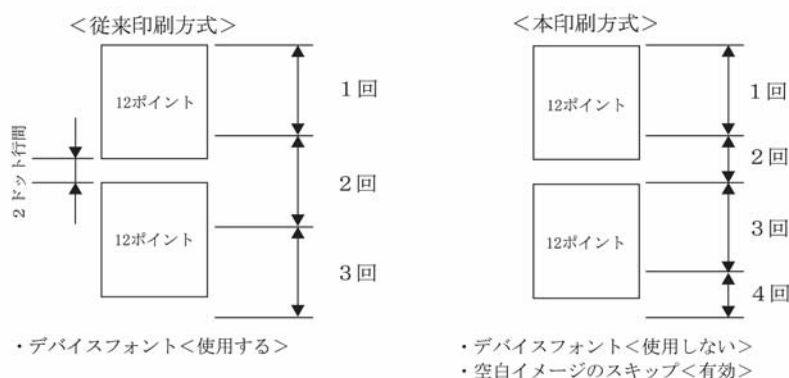 ＜従来印刷方式＞
12ポイント
12ポイント
2ドット行間
1回
2回
3回
・デバイスフォント＜使用する＞
＜本印刷方式＞
12ポイント
12ポイント
1回
2回
3回
4回
・デバイスフォント＜使用しない＞
・空白イメージのスキップ＜有効＞